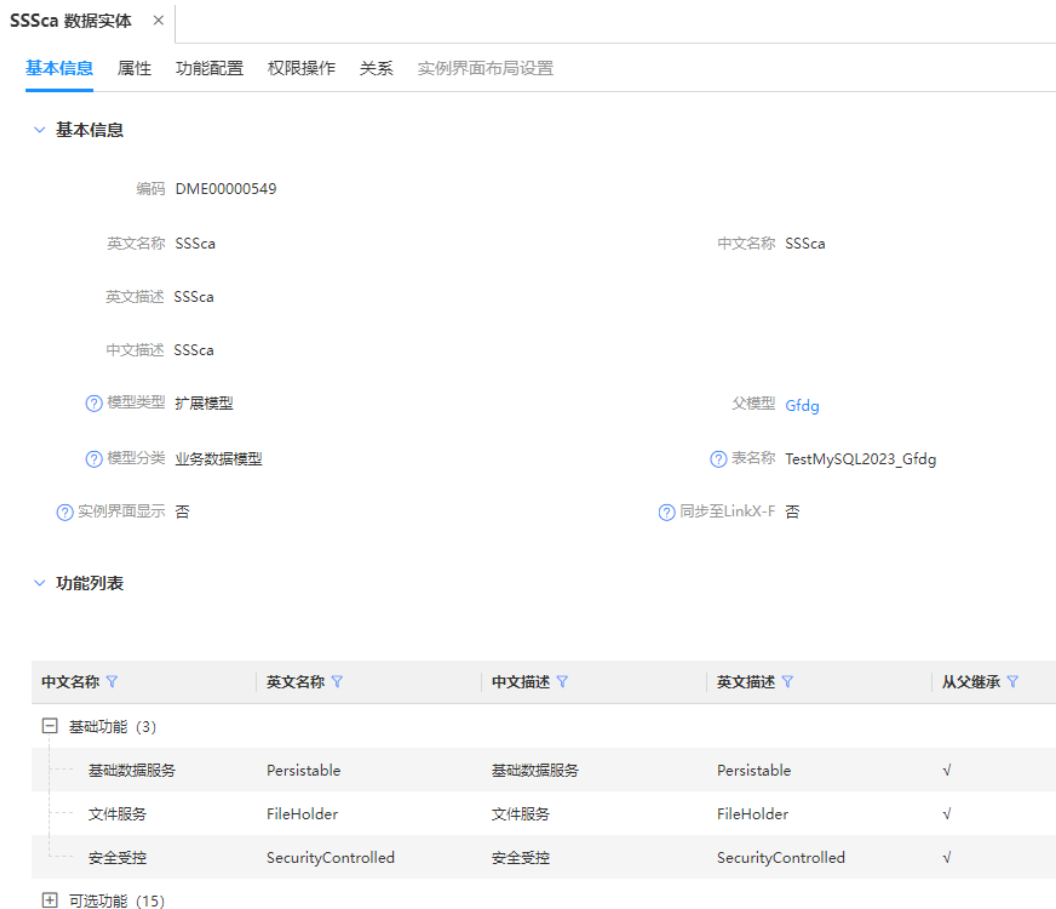 SSSca 数据实体 ×
基本信息 属性 功能配置 权限操作 关系 实例界面布局设置
基本信息
编码 DME00000549
英文名称 SSSca 中文名称 SSSca
英文描述 SSSca
中文描述 SSSca
? 模型类型 扩展模型 父模型 Gfdg
? 模型分类 业务数据模型 ? 表名称 TestMySQL2023_Gfdg
? 实例界面显示 否 ? 同步至LinkX-F 否
功能列表
中文名称 英文名称 中文描述 英文描述 从父继承
基础功能 (3)
基础数据服务 Persistable 基础数据服务 Persistable √
文件服务 FileHolder 文件服务 FileHolder √
安全受控 SecurityControlled 安全受控 SecurityControlled √
可选功能 (15)